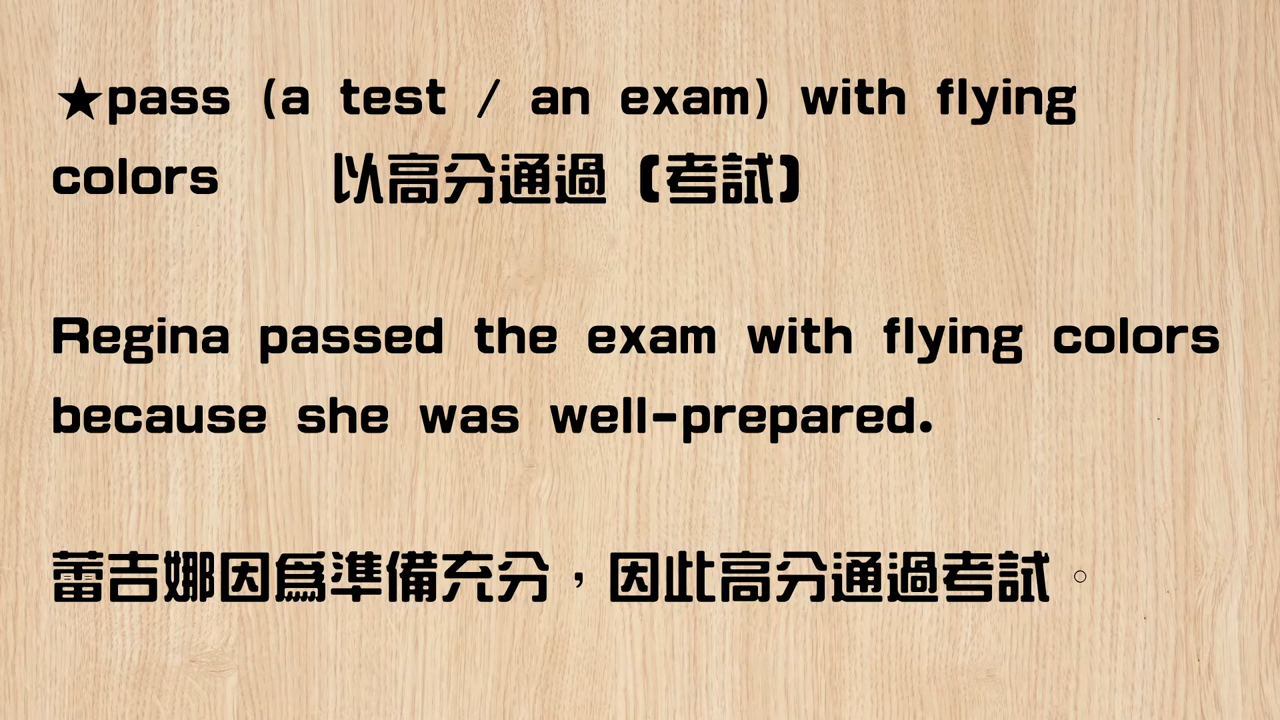 ★pass (a test / an exam) with flying
colors 以高分通過【考試】
Regina passed the exam with flying colors
because she was well-prepared.
蕾吉娜因為準備充分，因此高分通過考試。